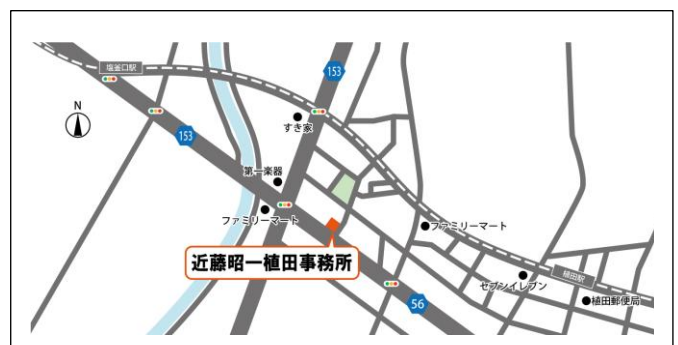 塩釜口駅
153
N
すき家
153
第一楽器
ファミリーマート
ファミリーマート
近藤昭一植田事務所
セブンイレブン
植田駅
56
植田郵便局